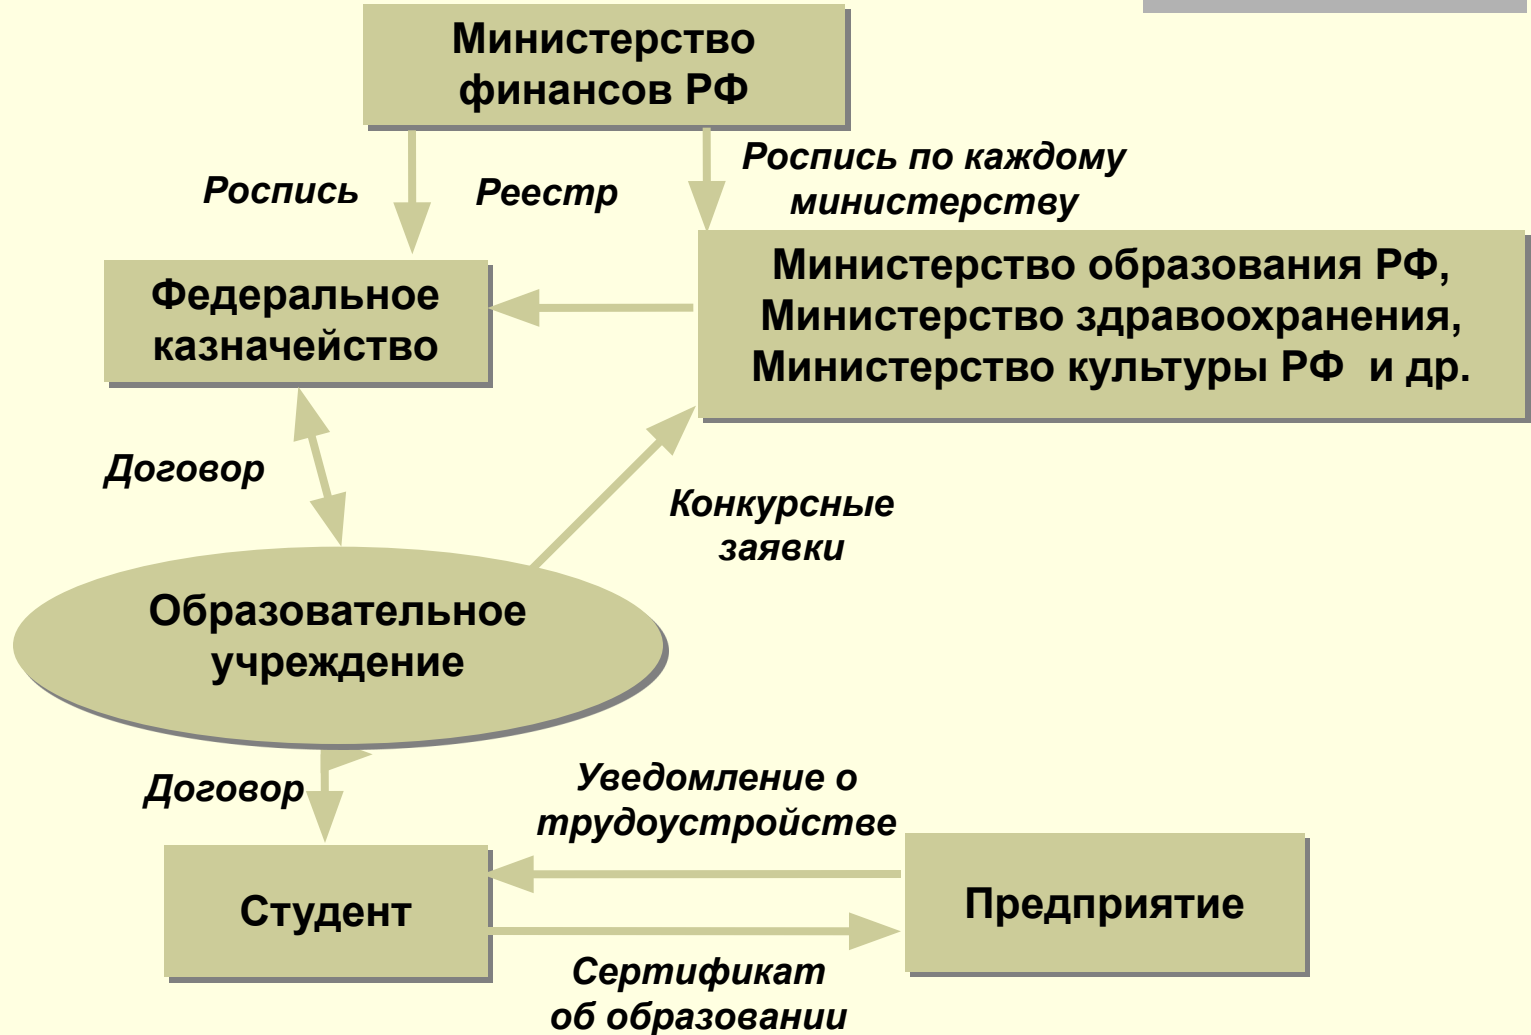 Министерство
финансов РФ
Роспись
Реестр
Роспись по каждому
министерству
Федеральное
казначейство
Министерство образования РФ,
Министерство здравоохранения,
Министерство культуры РФ и др.
Договор
Конкурсные
заявки
Образовательное
учреждение
Договор
Уведомление о
трудоустройстве
Студент
Предприятие
Сертификат
об образовании